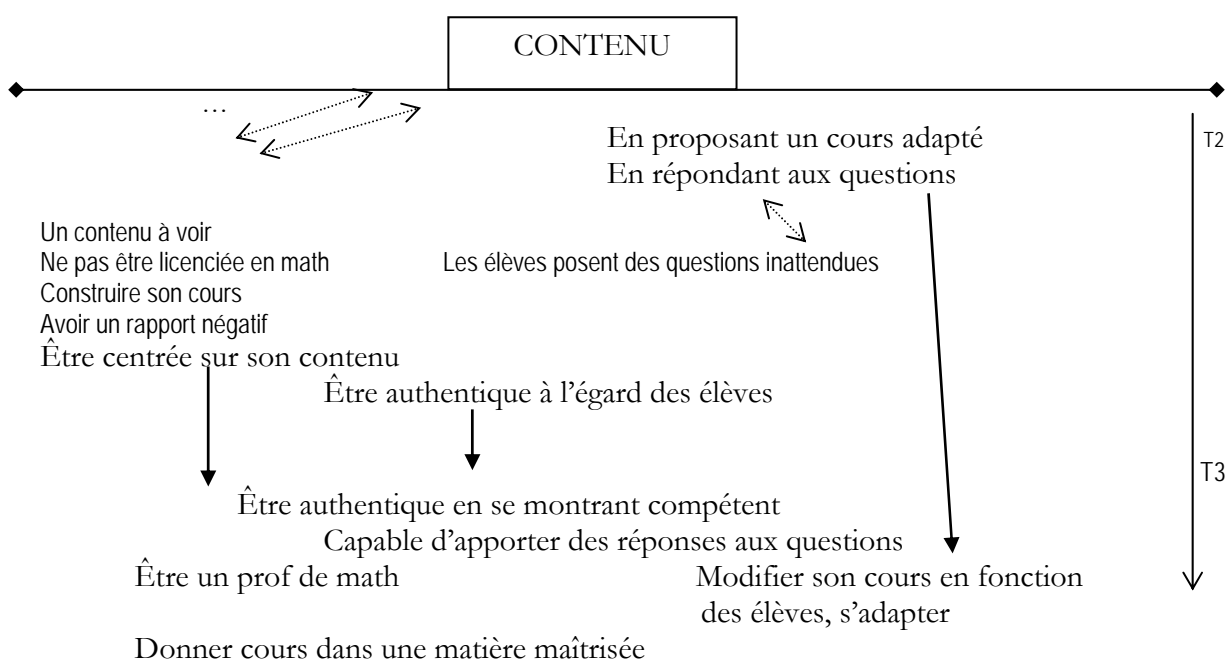 CONTENU
…
En proposant un cours adapté
T2
En répondant aux questions
Un contenu à voir
Ne pas être licenciée en math
Les élèves posent des questions inattendues
Construire son cours
Avoir un rapport négatif
Être centrée sur son contenu
Être authentique à l’égard des élèves
T3
Être authentique en se montrant compétent
Capable d’apporter des réponses aux questions
Être un prof de math
Modifier son cours en fonction
des élèves, s’adapter
Donner cours dans une matière maîtrisée